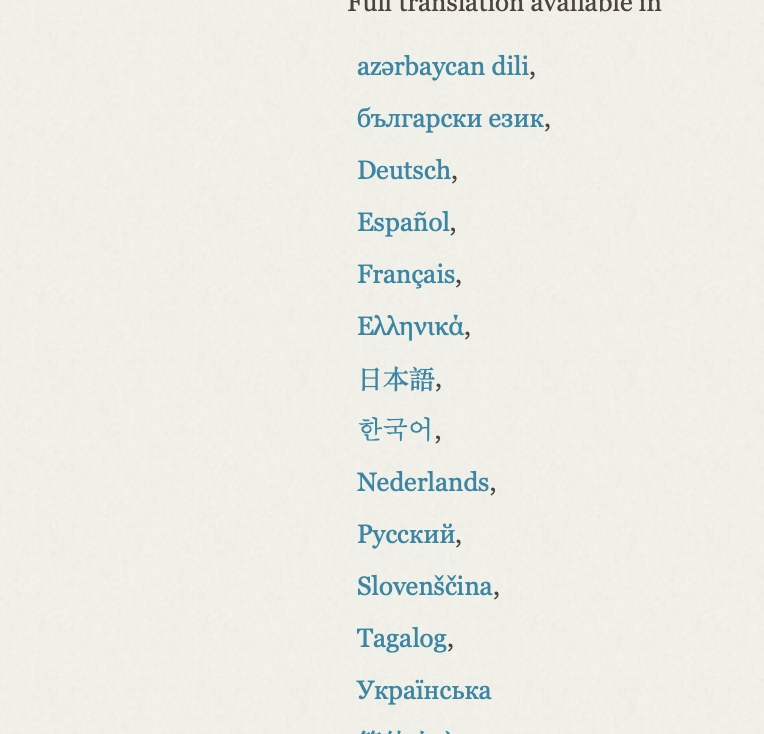 Full translation available in
azərbaycan dili,
български език,
Deutsch,
Español,
Français,
Ελληνικά,
日本語,
한국어,
Nederlands,
Русский,
Slovenščina,
Tagalog,
Українська